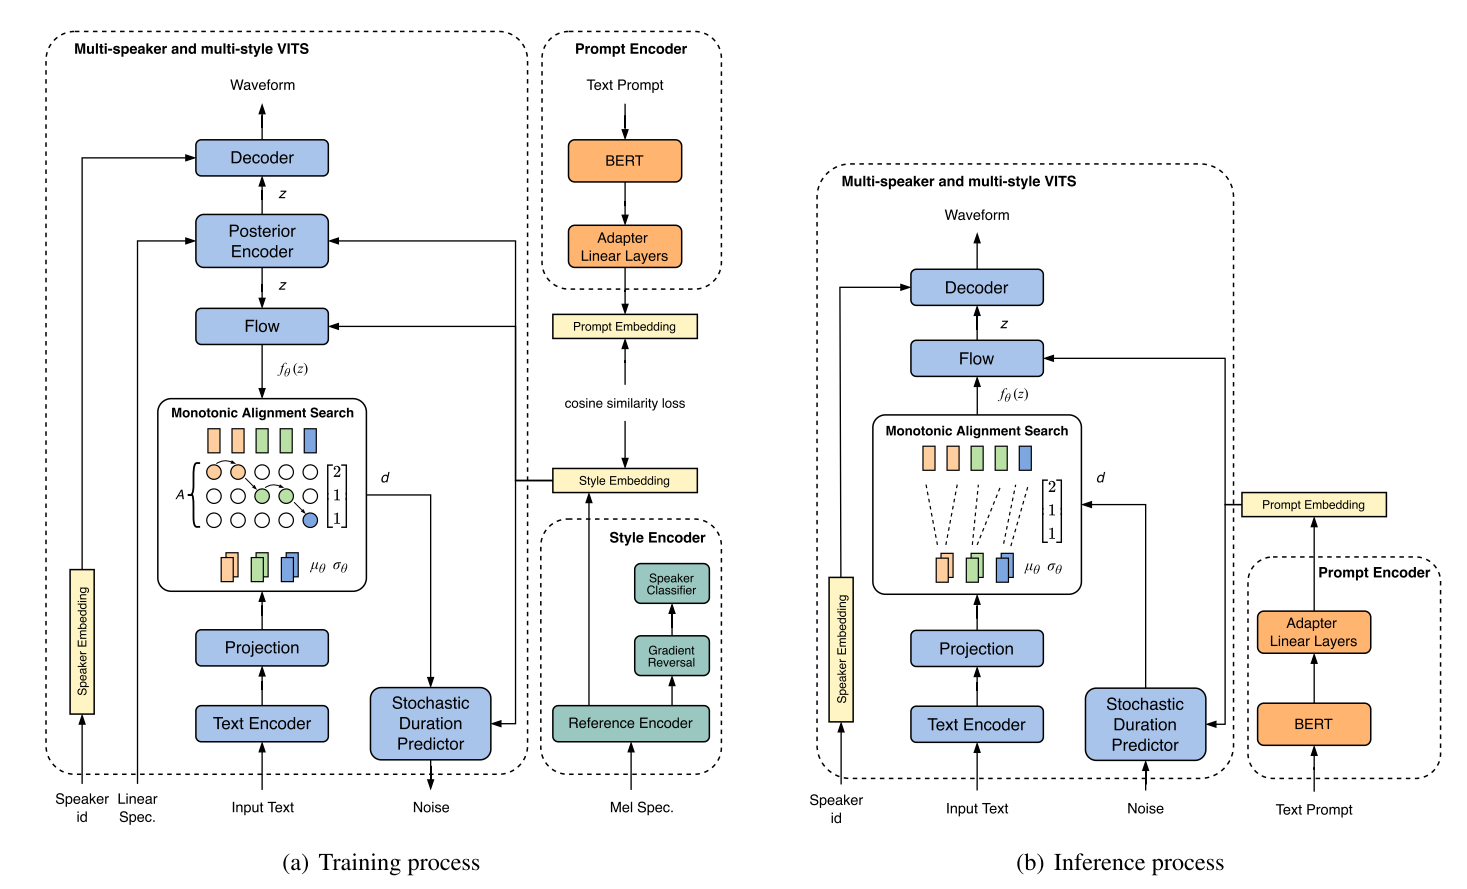 Multi-speaker and multi-style VITS
Waveform
Decoder
z
Posterior
Encoder
z
Flow
fθ(z)
Monotonic Alignment Search
A
2
1
1
d
μθ σθ
Projection
Text Encoder
Stochastic
Duration
Predictor
Speaker Embedding
Speaker
id
Linear
Spec.
Input Text
Noise
Prompt Encoder
Text Prompt
BERT
Adapter
Linear Layers
Prompt Embedding
cosine similarity loss
Style Embedding
Style Encoder
Speaker
Classifier
Gradient
Reversal
Reference Encoder
Mel Spec.
(a) Training process
Multi-speaker and multi-style VITS
Waveform
Decoder
z
Flow
fθ(z)
Monotonic Alignment Search
d
2
1
1
μθ σθ
Projection
Text Encoder
Stochastic
Duration
Predictor
Speaker Embedding
Speaker
id
Input Text
Noise
Prompt Embedding
Prompt Encoder
Adapter
Linear Layers
BERT
Text Prompt
(b) Inference process